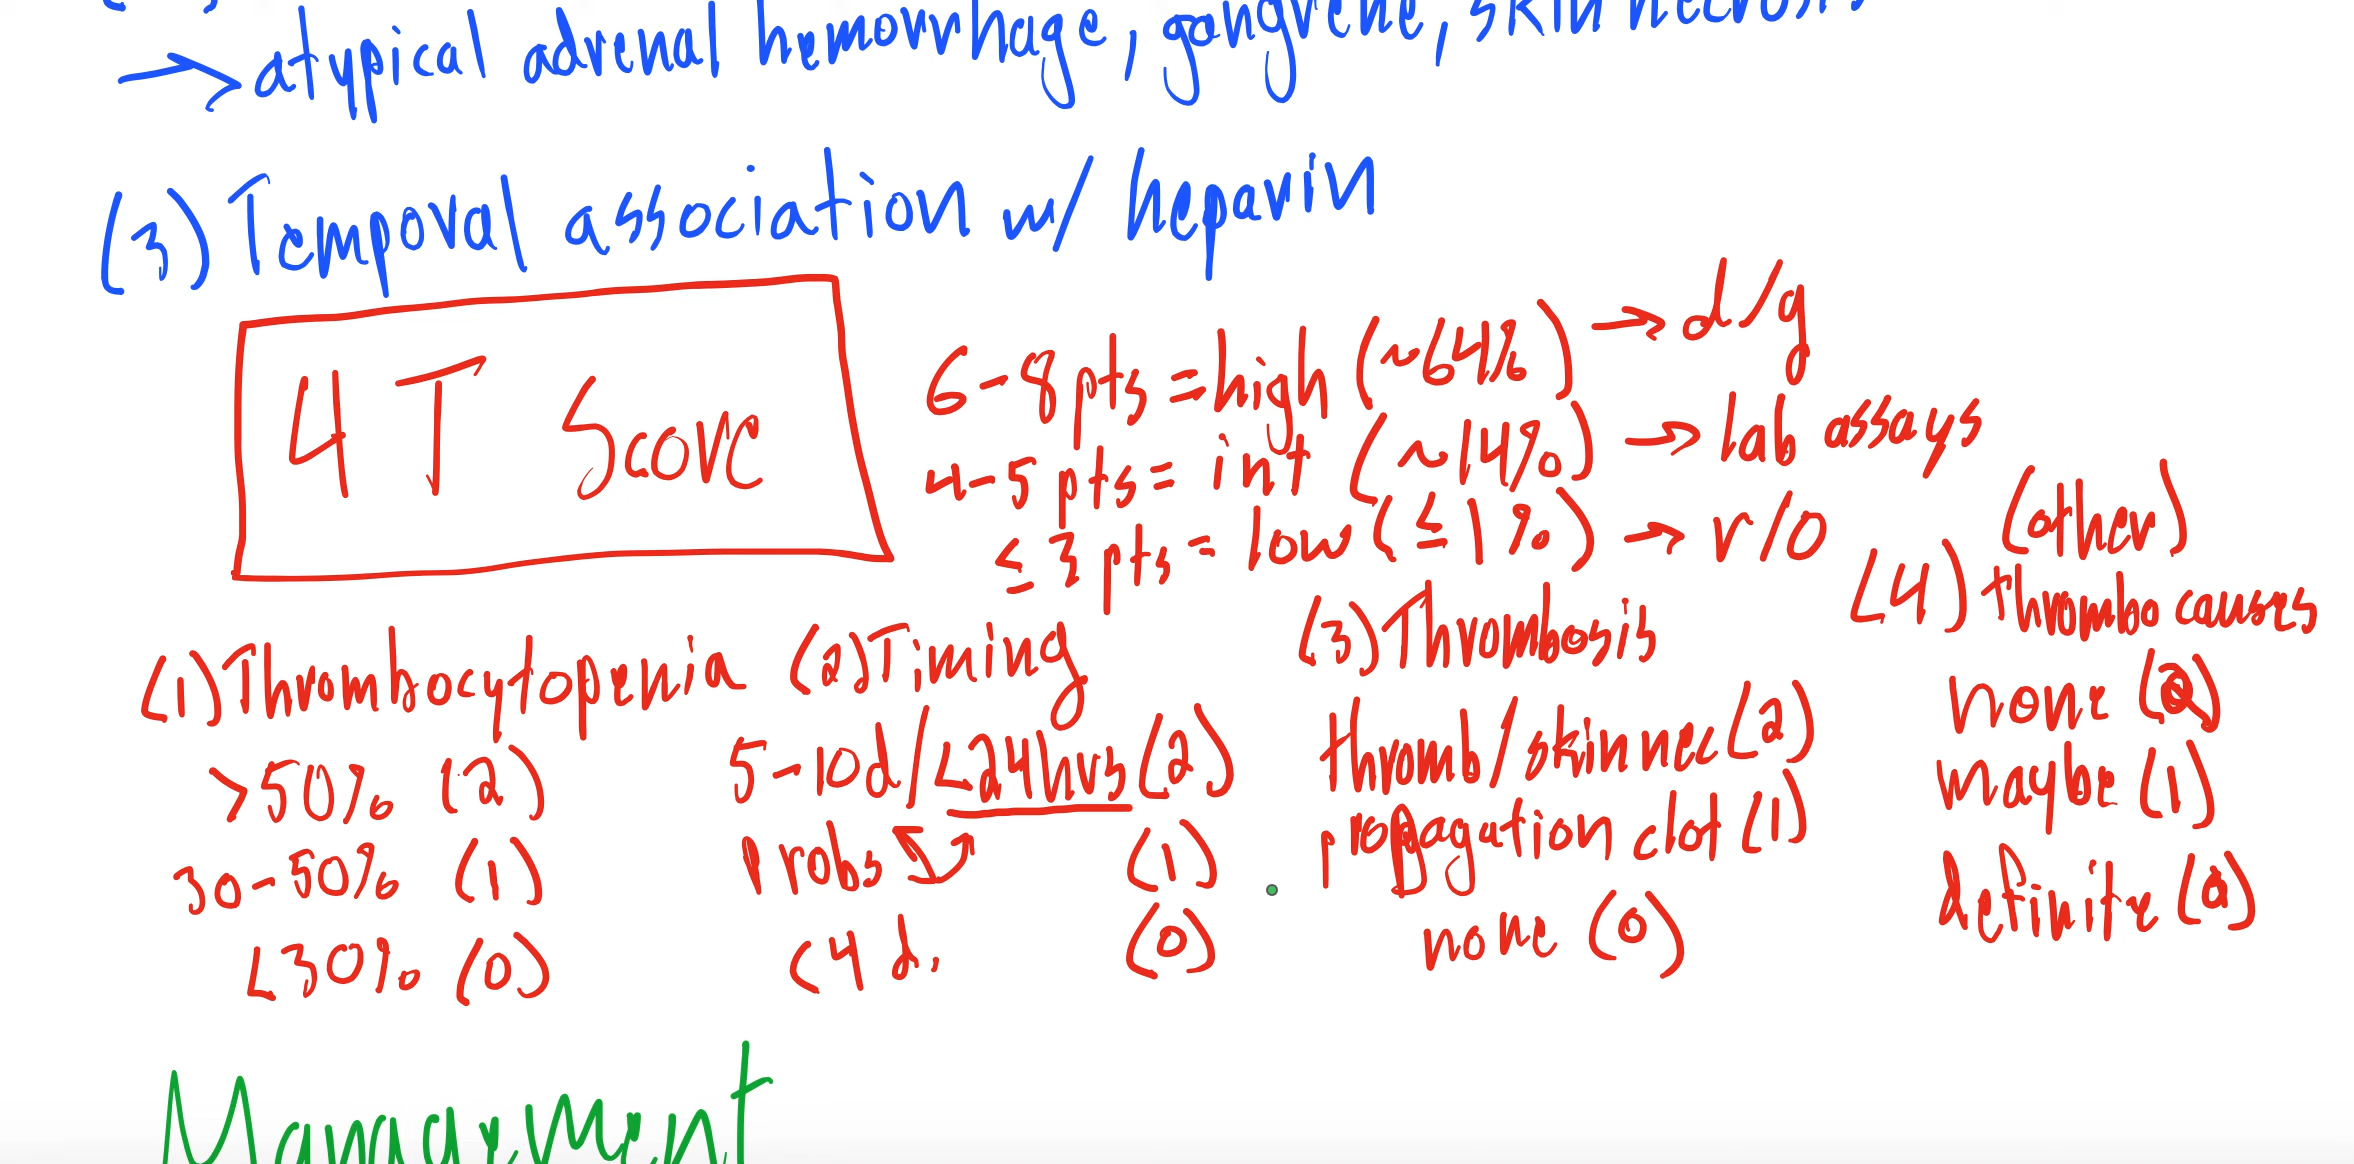 → atypical adrenal hemorrhage, gangrene, skin necrosis
(3) Temporal association w/ heparin
4 T Score
6-8 pts = high (~64%) → d/g
4-5 pts = int (~14%) → lab assays
≤ 3 pts = low (≤1%) → r/o
(1) Thrombocytopenia
>50% (2)
30-50% (1)
<30% (0)
(2) Timing
5-10d/<24hrs (2)
Probs (1)
<4 d. (0)
(3) Thrombosis
thromb/skin nec (2)
propagation clot (1)
none (0)
(other)
(4) thrombo causes
none (2)
maybe (1)
definite (0)
Management